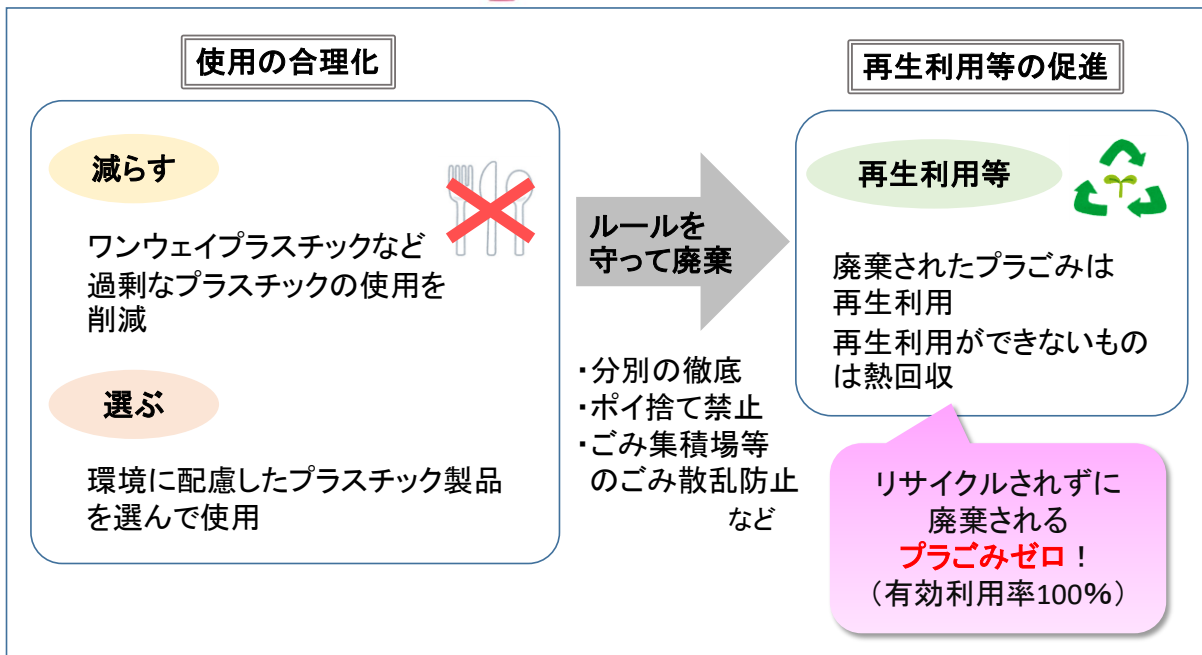 使用の合理化
減らす
ワンウェイプラスチックなど
過剰なプラスチックの使用を
削減
選ぶ
環境に配慮したプラスチック製品
を選んで使用
ルールを
守って廃棄
・分別の徹底
・ポイ捨て禁止
・ごみ集積場等
のごみ散乱防止
など
再生利用等の促進
再生利用等
廃棄されたプラごみは
再生利用
再生利用ができないもの
は熱回収
リサイクルされずに
廃棄される
プラごみゼロ！
（有効利用率100%）